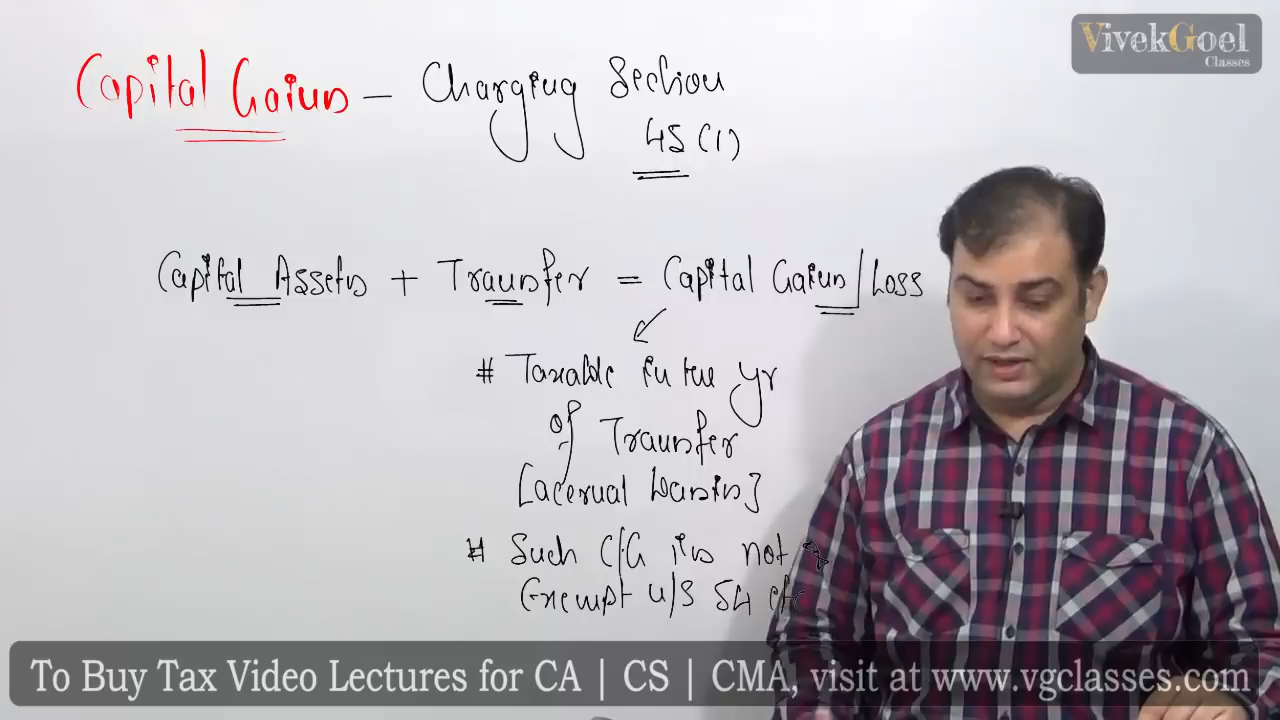 VivekGoel
Classes
Capital Gains – Charging Section
45(1)
Capital Assets + Transfer = Capital Gains/Loss
# Taxable in the yr
of Transfer
[accrual basis]
# Such C/G is not
Exempt u/s 54 etc
To Buy Tax Video Lectures for CA | CS | CMA, visit at www.vgclasses.com